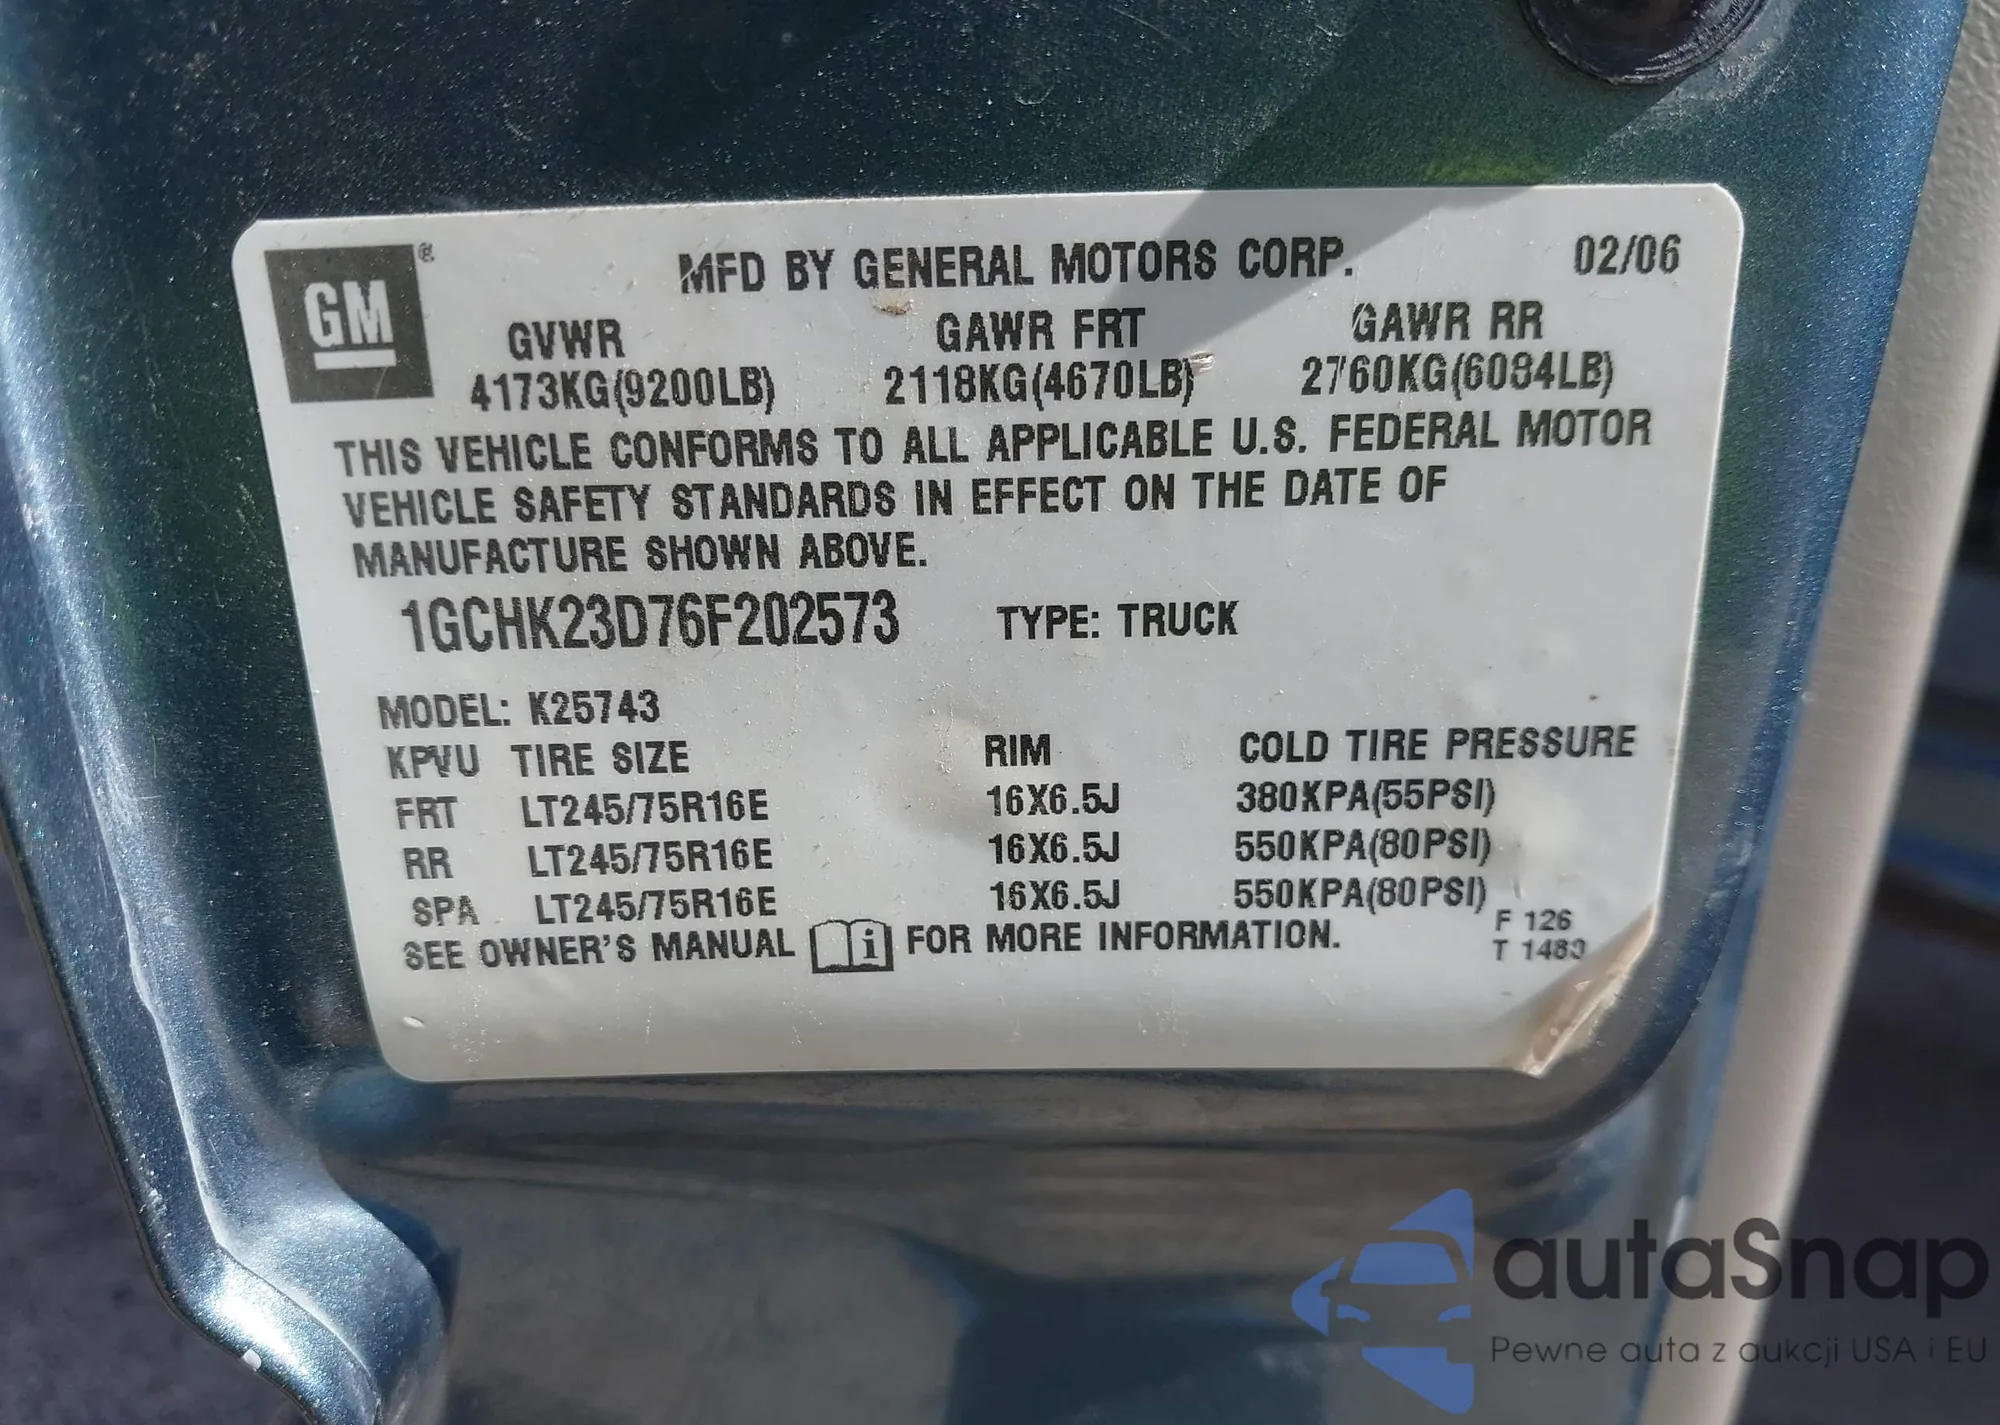 GM®
MFD BY GENERAL MOTORS CORP. 02/06
GVWR GAWR FRT GAWR RR
4173KG(9200LB) 2118KG(4670LB) 2760KG(6084LB)
THIS VEHICLE CONFORMS TO ALL APPLICABLE U.S. FEDERAL MOTOR
VEHICLE SAFETY STANDARDS IN EFFECT ON THE DATE OF
MANUFACTURE SHOWN ABOVE.
1GCHK23D76F202573 TYPE: TRUCK
MODEL: K25743
KPVU TIRE SIZE RIM COLD TIRE PRESSURE
FRT LT245/75R16E 16X6.5J 380KPA(55PSI)
RR LT245/75R16E 16X6.5J 550KPA(80PSI)
SPA LT245/75R16E 16X6.5J 550KPA(80PSI)
SEE OWNER'S MANUAL i FOR MORE INFORMATION.
F 126
T 1480
autaSnap
Pewne auta z aukcji USA i EU